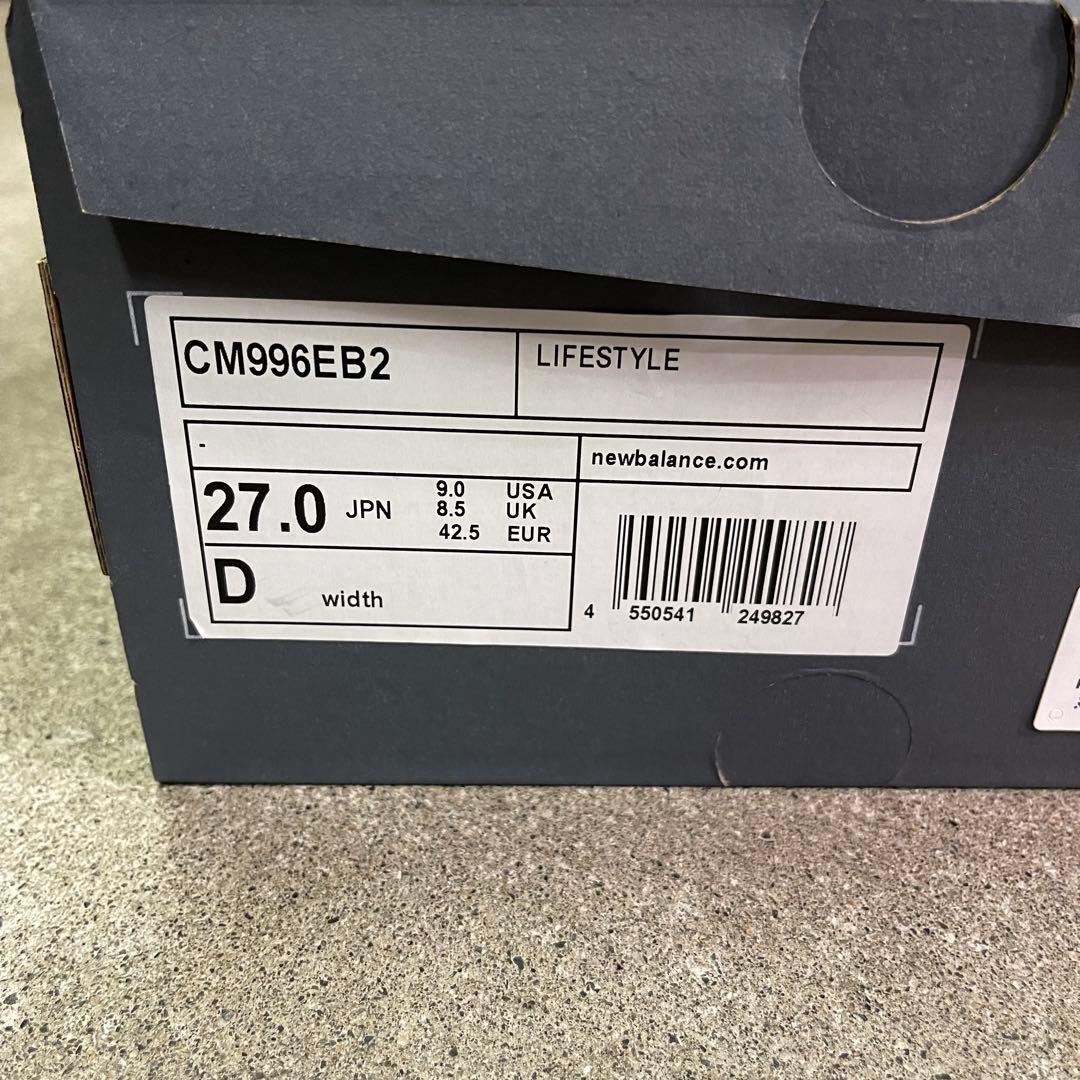 CM996EB2
LIFESTYLE
-
newbalance.com
27.0 JPN
9.0 USA
8.5 UK
42.5 EUR
D width
4 550541 249827